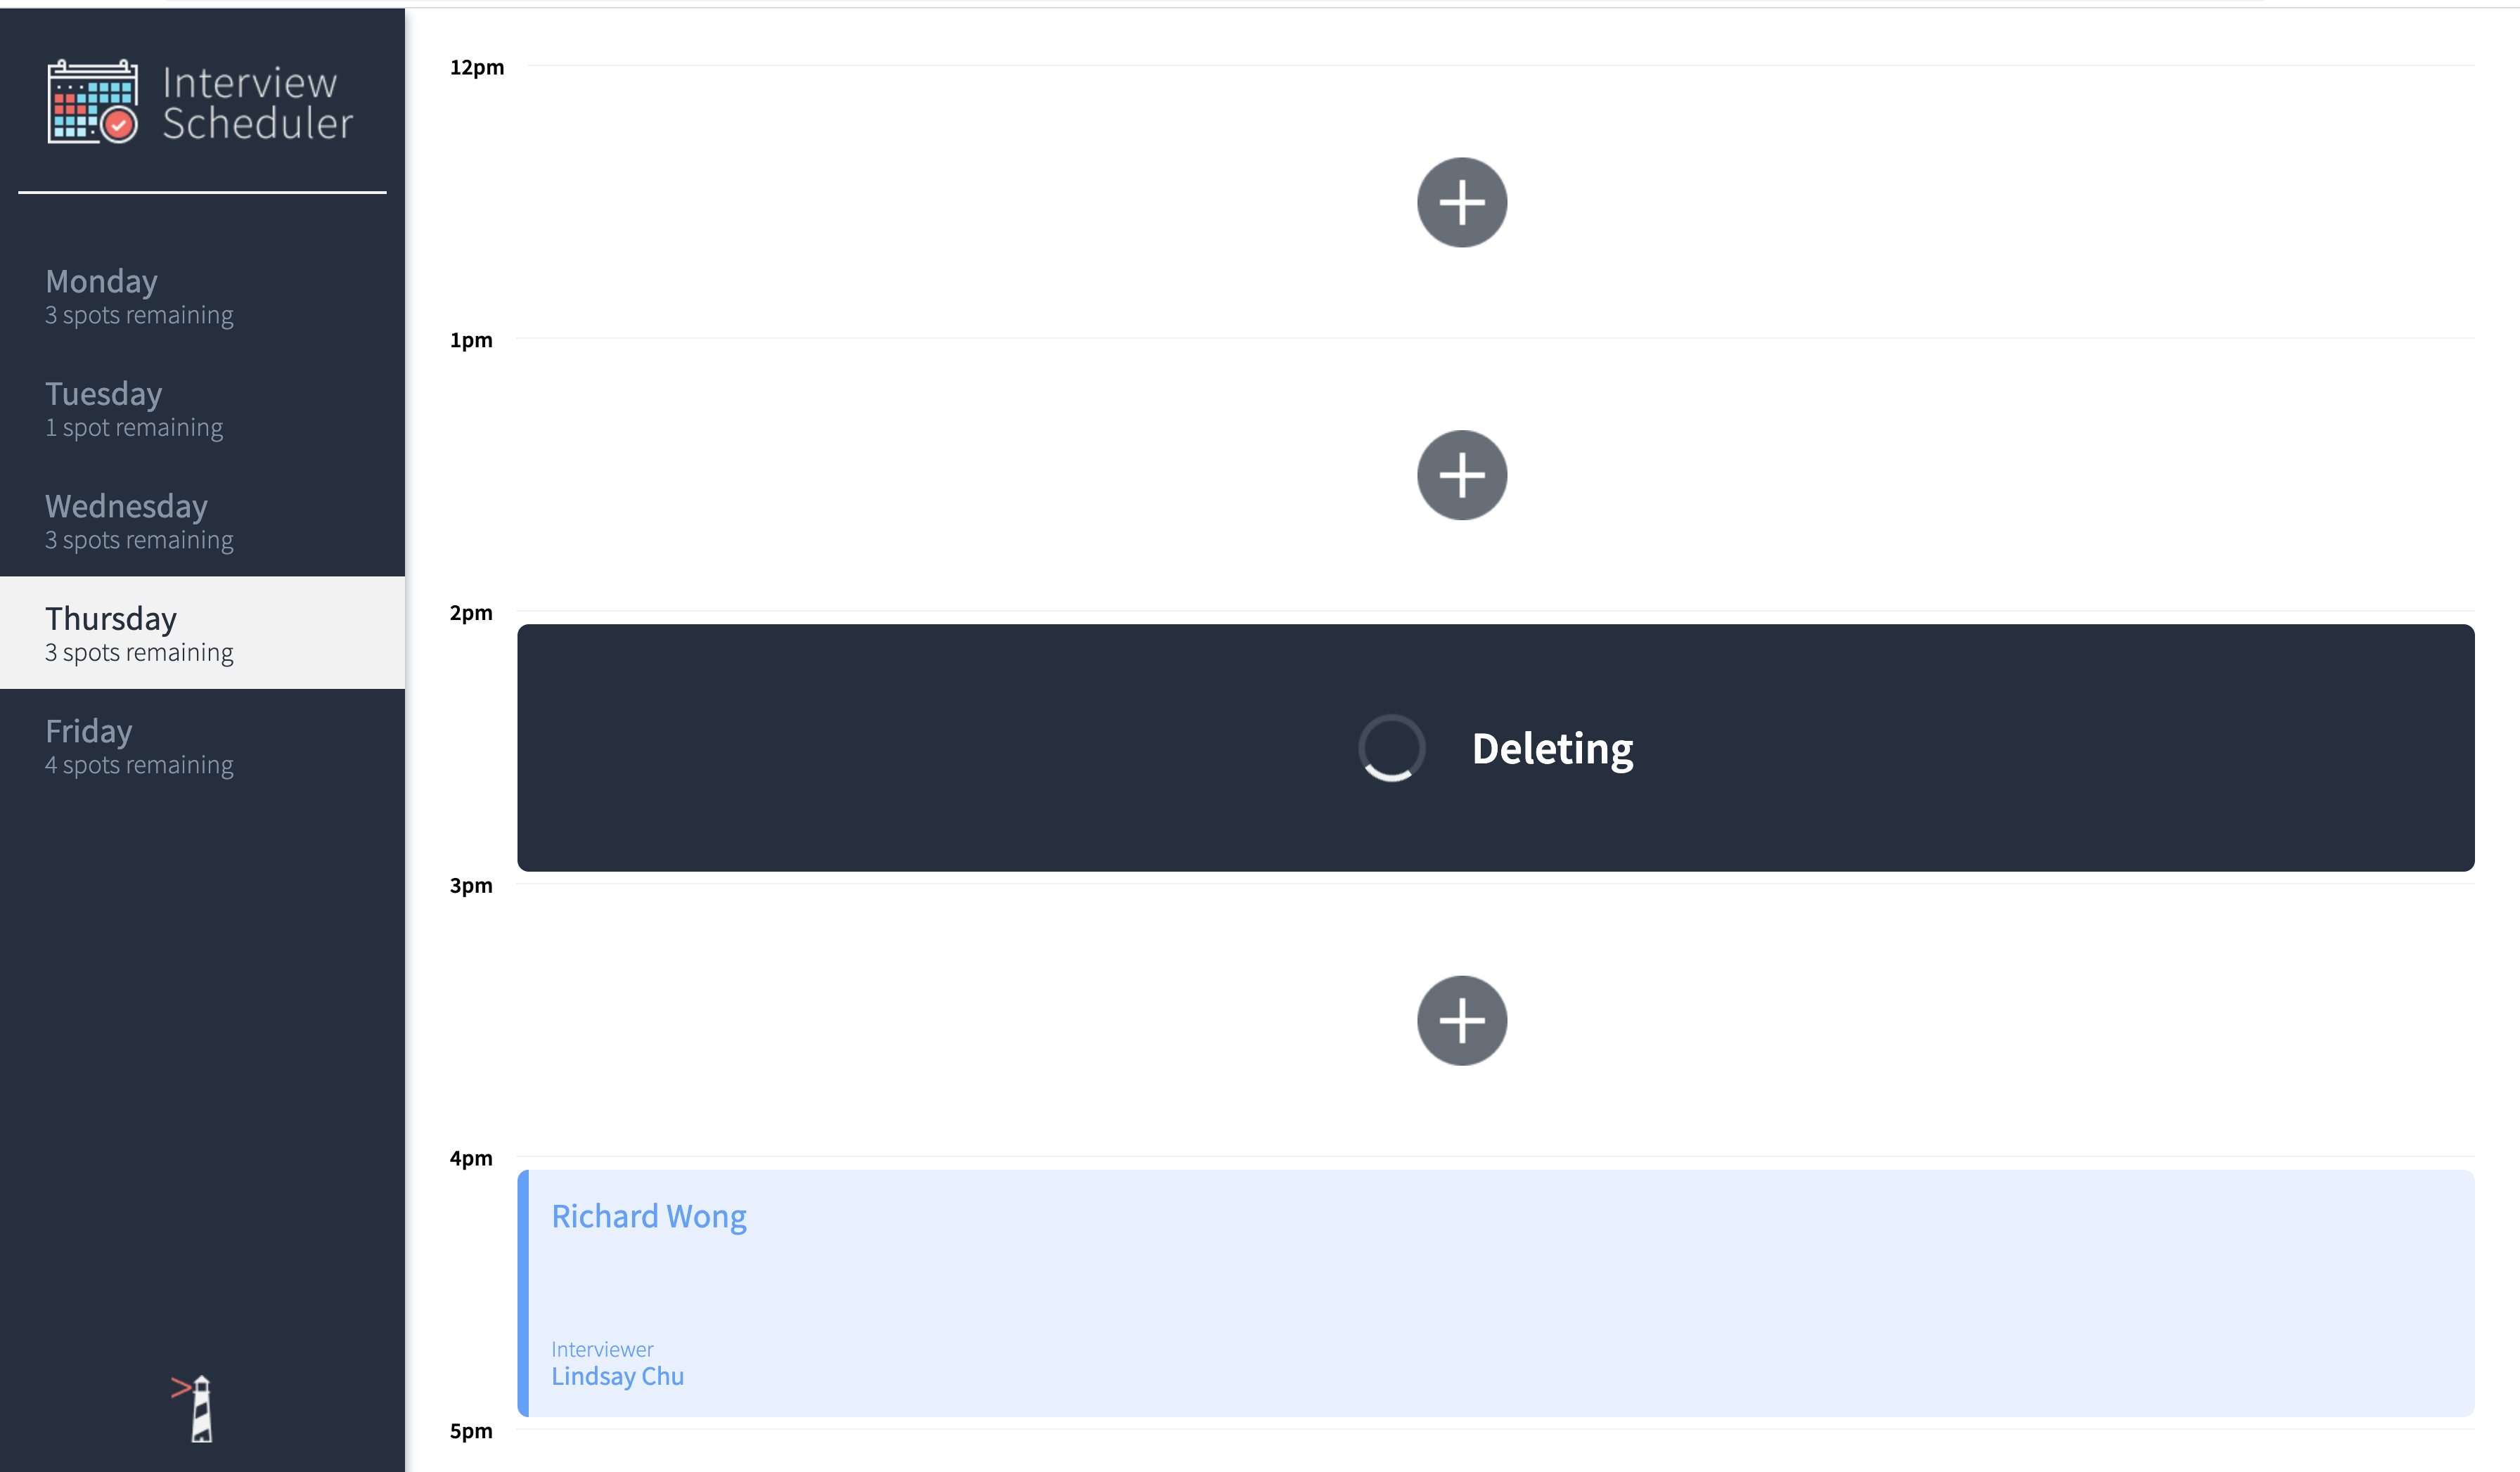 Interview
Scheduler
Monday
3 spots remaining
Tuesday
1 spot remaining
Wednesday
3 spots remaining
Thursday
3 spots remaining
Friday
4 spots remaining
12pm
1pm
2pm
Deleting
3pm
4pm
Richard Wong
Interviewer
Lindsay Chu
5pm